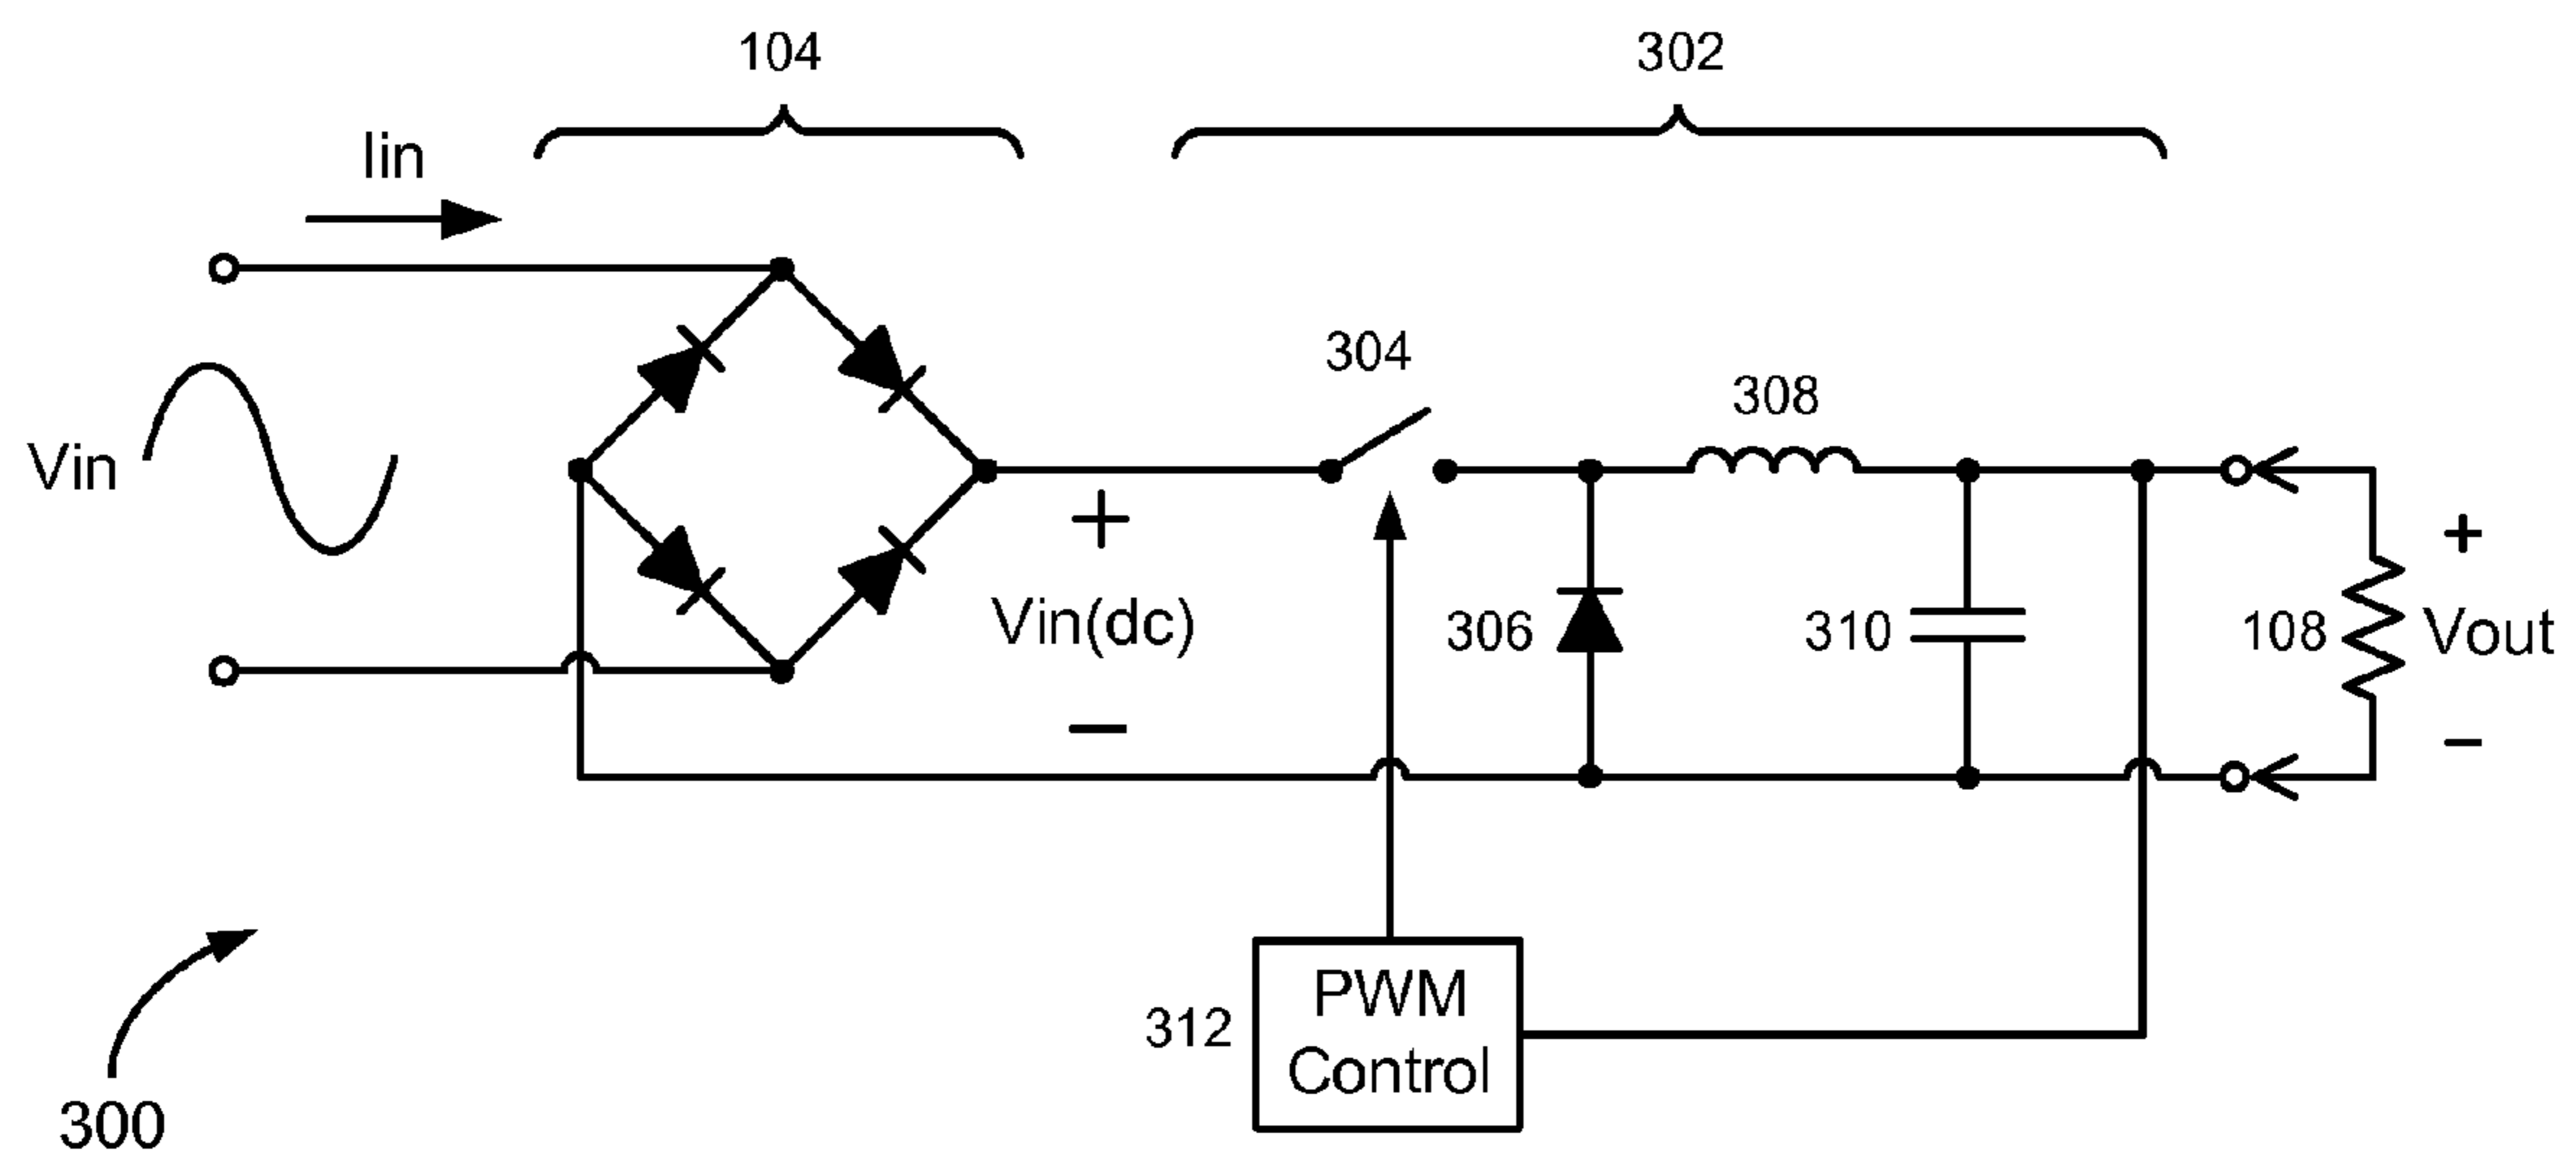 104
302
Iin
304
308
Vin
+
+
Vin(dc)
306
310
108
Vout
−
−
PWM
Control
312
300